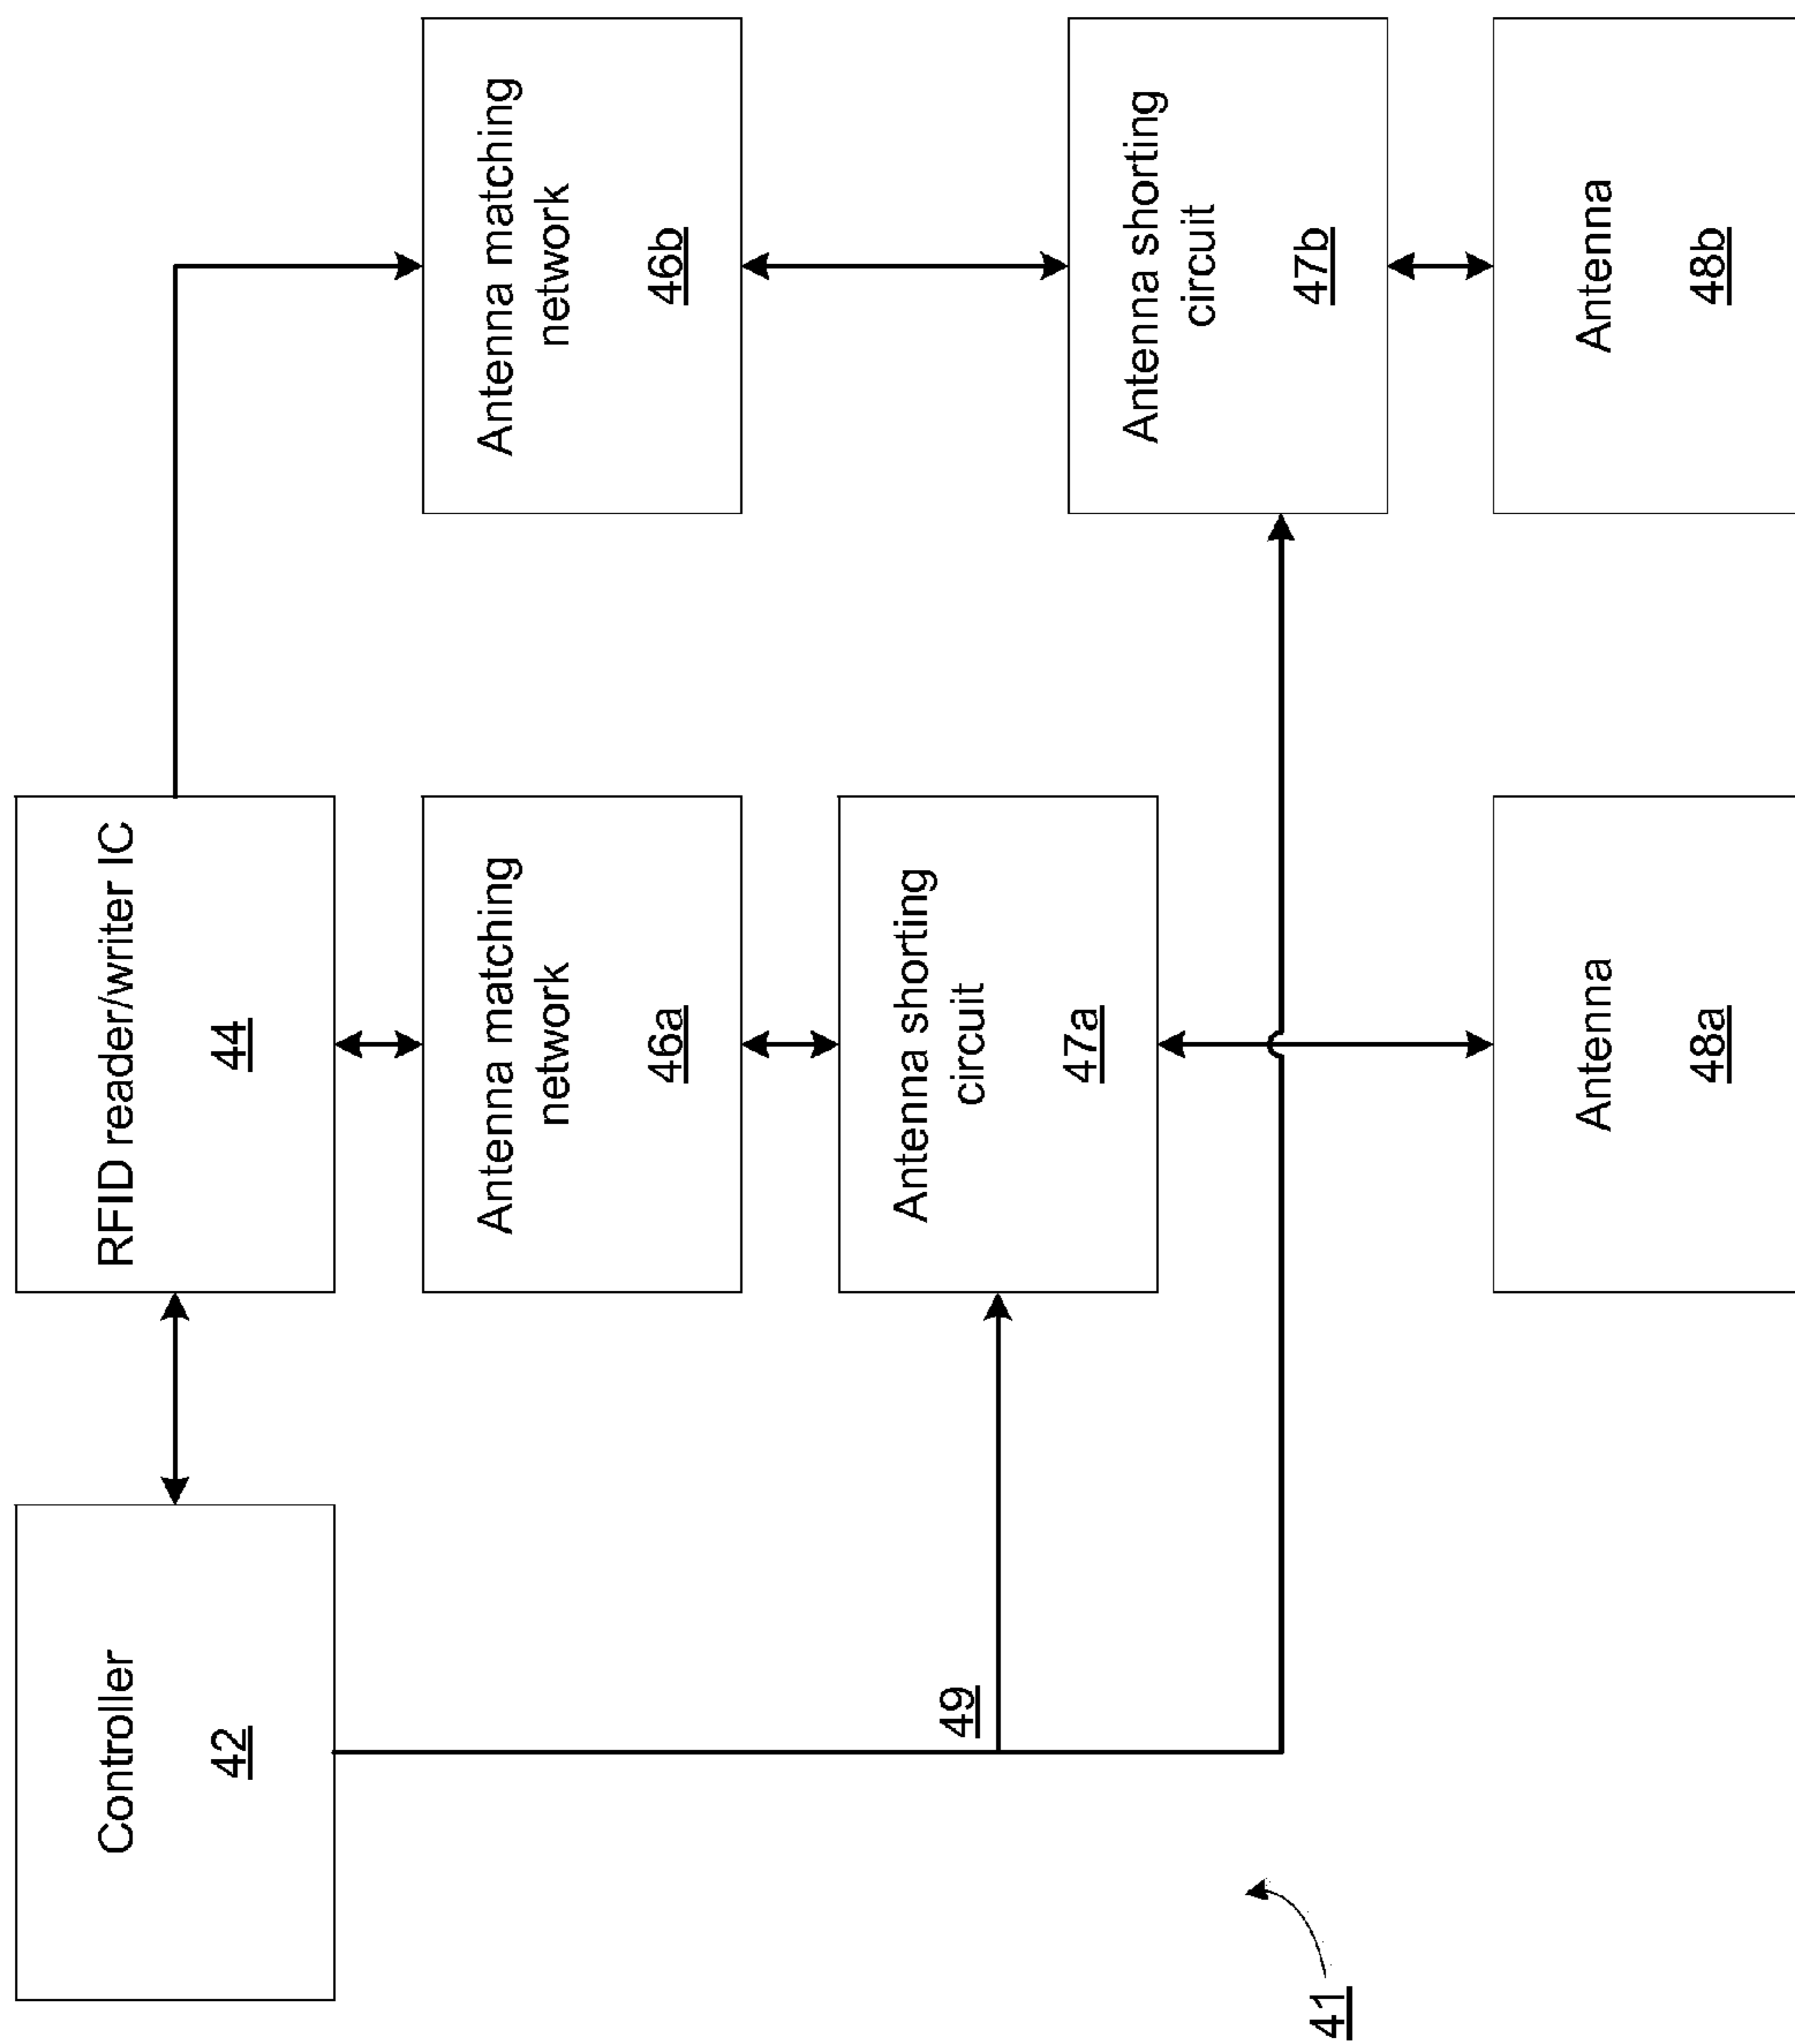 Controller
42
RFID reader/writer IC
44
Antenna matching
network
46a
Antenna matching
network
46b
49
Antenna shorting
circuit
47a
Antenna shorting
circuit
47b
41
Antenna
48a
Antenna
48b